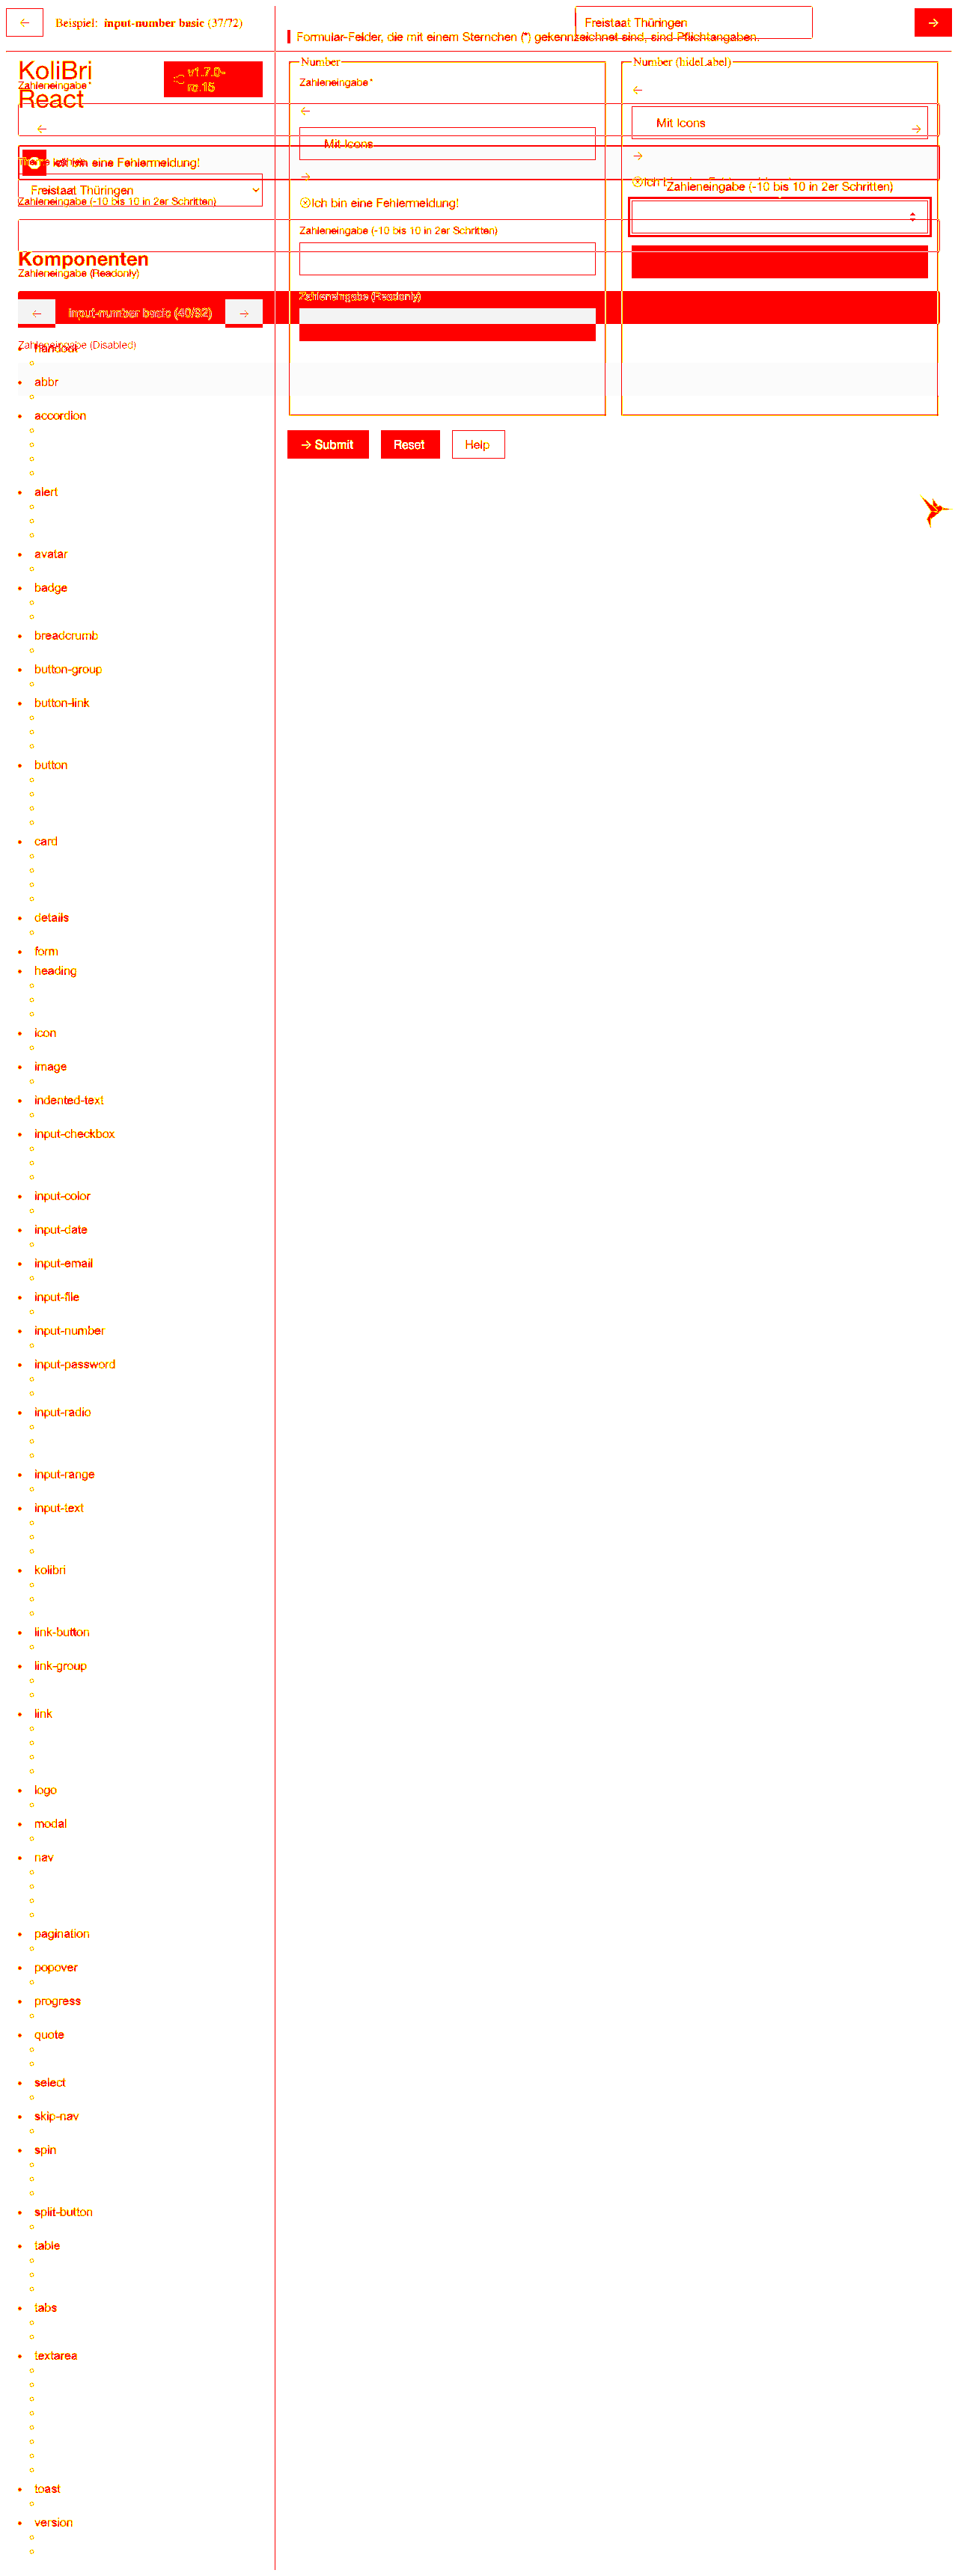 ← Beispiel: input-number basic (37/72)
Freistaat Thüringen
→
Formular-Felder, die mit einem Sternchen (*) gekennzeichnet sind, sind Pflichtangaben.
KoliBri
React
v1.7.0-
rc.15
Zahleneingabe*
←
→
Ich bin eine Fehlermeldung!
Freistaat Thüringen
Zahleneingabe (-10 bis 10 in 2er Schritten)
Komponenten
Zahleneingabe (Readonly)
← input-number basic (40/92) →
Zahleneingabe (Disabled)
handout
abbr
accordion
alert
avatar
badge
breadcrumb
button-group
button-link
button
card
details
form
heading
icon
image
indented-text
input-checkbox
input-color
input-date
input-email
input-file
input-number
input-password
input-radio
input-range
input-text
kolibri
link-button
link-group
link
logo
modal
nav
pagination
popover
progress
quote
select
skip-nav
spin
split-button
table
tabs
textarea
toast
version
Number
Zahleneingabe*
←
Mit Icons
→
Ich bin eine Fehlermeldung!
Zahleneingabe (-10 bis 10 in 2er Schritten)
Zahleneingabe (Readonly)
Number (hideLabel)
←
Mit Icons
→
→
Ich bin
Zahleneingabe (-10 bis 10 in 2er Schritten)
→ Submit
Reset
Help